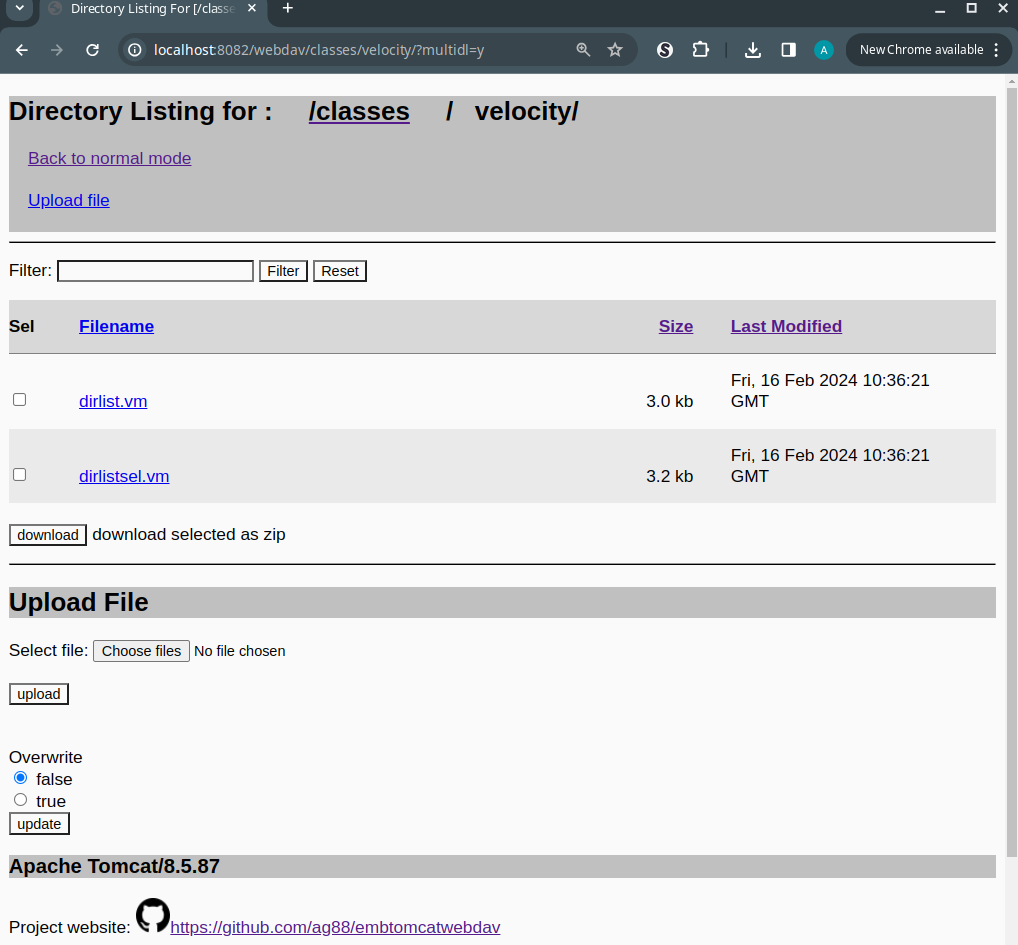 Directory Listing For [/classe
localhost:8082/webdav/classes/velocity/?multidl=y
A
New Chrome available
Directory Listing for : /classes / velocity/
Back to normal mode
Upload file
Filter: Filter Reset
Sel Filename Size Last Modified
dirlist.vm 3.0 kb Fri, 16 Feb 2024 10:36:21
GMT
dirlistsel.vm 3.2 kb Fri, 16 Feb 2024 10:36:21
GMT
download download selected as zip
Upload File
Select file: Choose files No file chosen
upload
Overwrite
false
true
update
Apache Tomcat/8.5.87
Project website: https://github.com/ag88/embtomcatwebdav